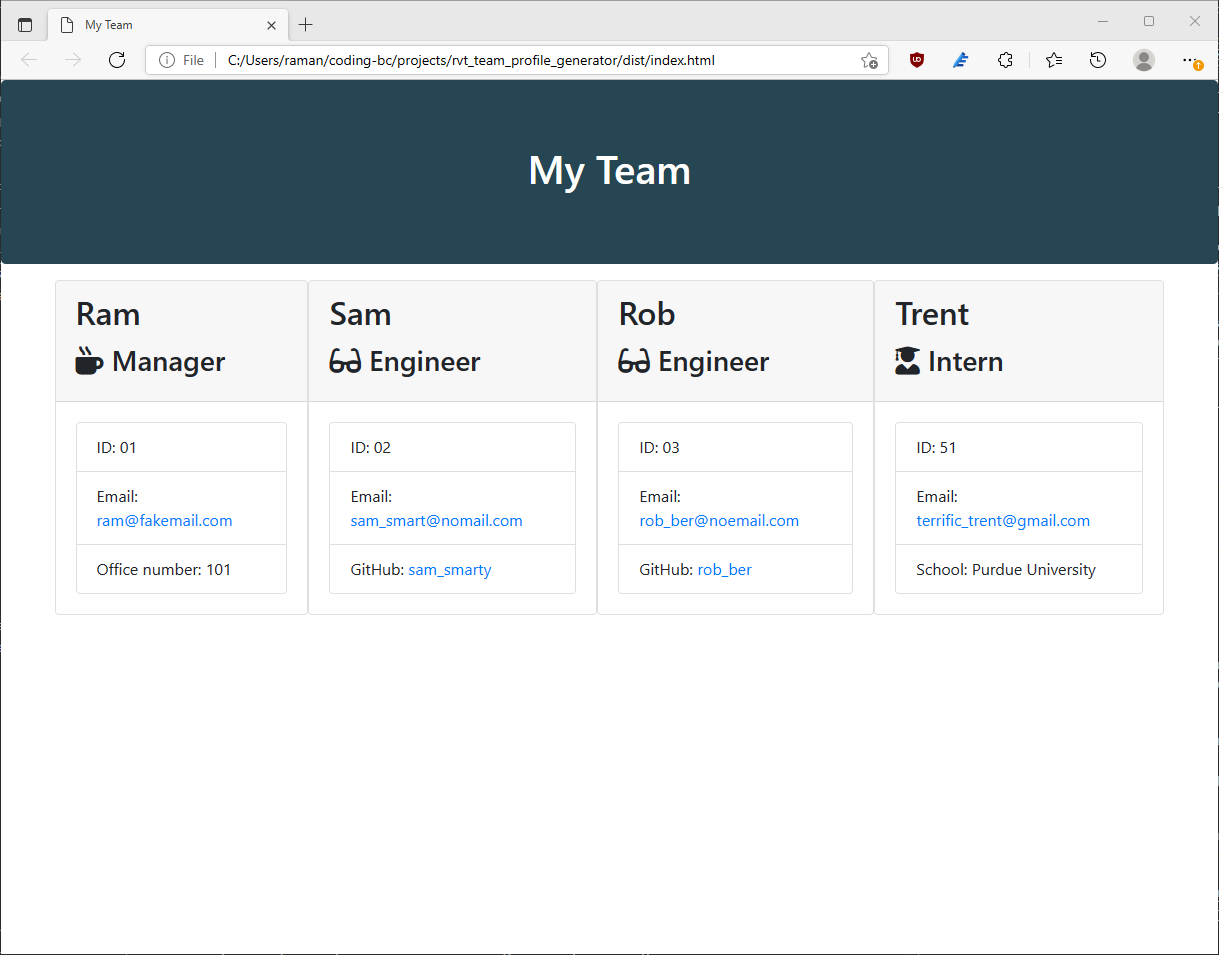 My Team
File C:/Users/raman/coding-bc/projects/rvt_team_profile_generator/dist/index.html
My Team
Ram
Manager
ID: 01
Email:
ram@fakemail.com
Office number: 101
Sam
Engineer
ID: 02
Email:
sam_smart@nomail.com
GitHub: sam_smarty
Rob
Engineer
ID: 03
Email:
rob_ber@noemail.com
GitHub: rob_ber
Trent
Intern
ID: 51
Email:
terrific_trent@gmail.com
School: Purdue University